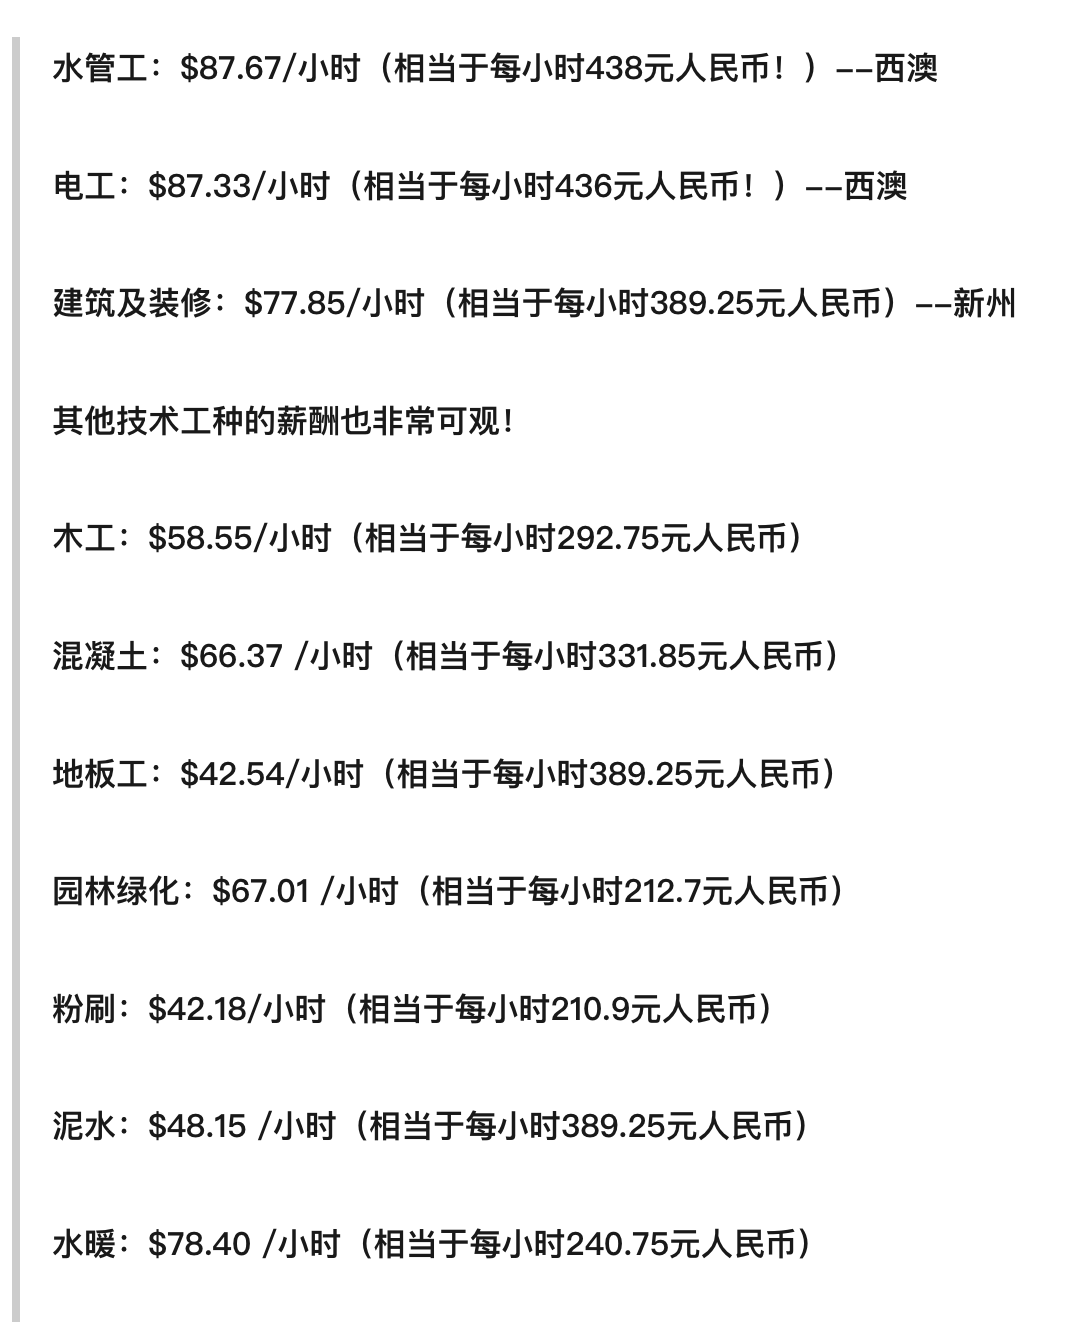 水管工：$87.67/小时（相当于每小时438元人民币！）--西澳
电工：$87.33/小时（相当于每小时436元人民币！）--西澳
建筑及装修：$77.85/小时（相当于每小时389.25元人民币）--新州
其他技术工种的薪酬也非常可观！
木工：$58.55/小时（相当于每小时292.75元人民币）
混凝土：$66.37 /小时（相当于每小时331.85元人民币）
地板工：$42.54/小时（相当于每小时389.25元人民币）
园林绿化：$67.01 /小时（相当于每小时212.7元人民币）
粉刷：$42.18/小时（相当于每小时210.9元人民币）
泥水：$48.15 /小时（相当于每小时389.25元人民币）
水暖：$78.40 /小时（相当于每小时240.75元人民币）